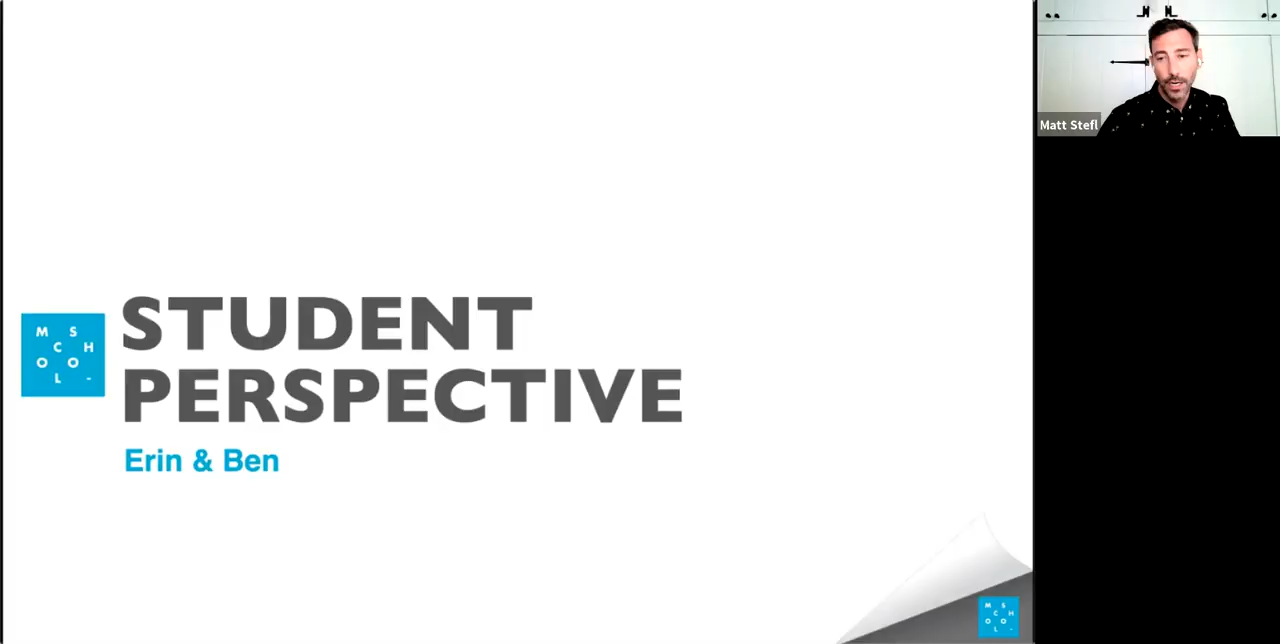 STUDENT
PERSPECTIVE
Erin & Ben
M S
C H
O O
L -
Matt Stefl
M S
C H
O O
L -